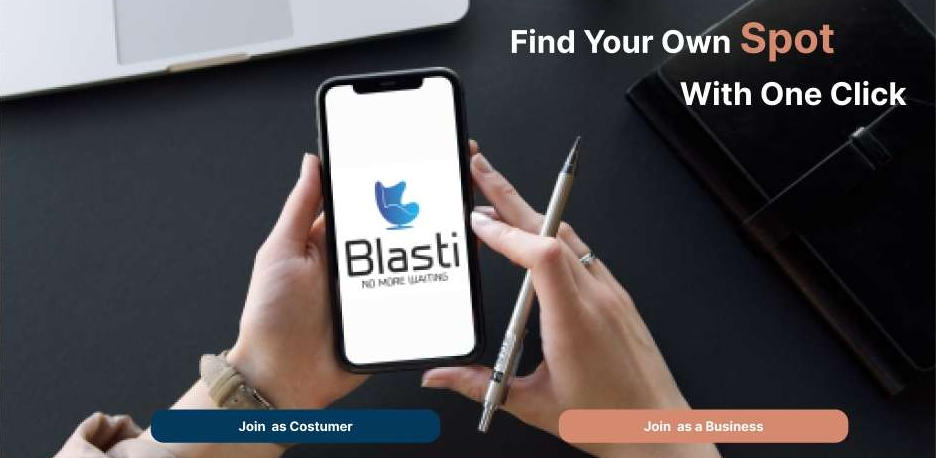 Find Your Own Spot
With One Click
Blasti
NO MORE WAITING
Join as Costumer
Join as a Business